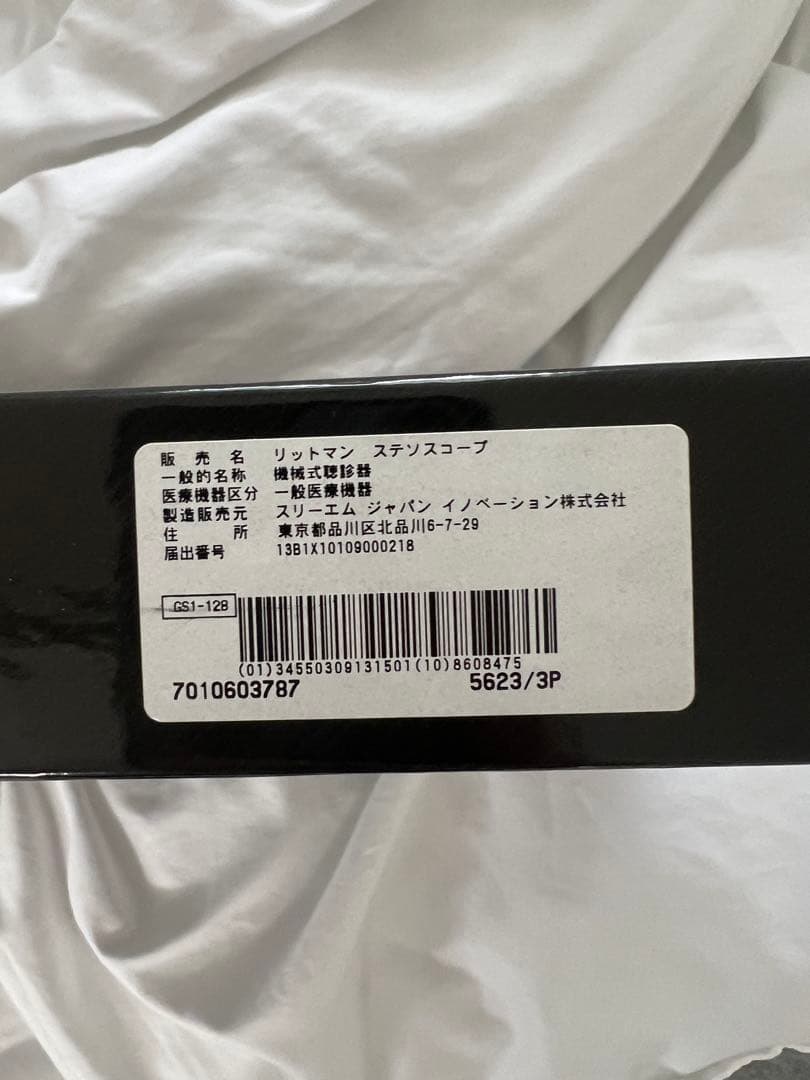 販売名 リットマン ステソスコープ
一般的名称 機械式聴診器
医療機器区分 一般医療機器
製造販売元 スリーエム ジャパン イノベーション株式会社
住所 東京都品川区北品川6-7-29
届出番号 13B1X10109000218
GS1-128
(01)34550309131501(10)8608475
7010603787 5623/3P